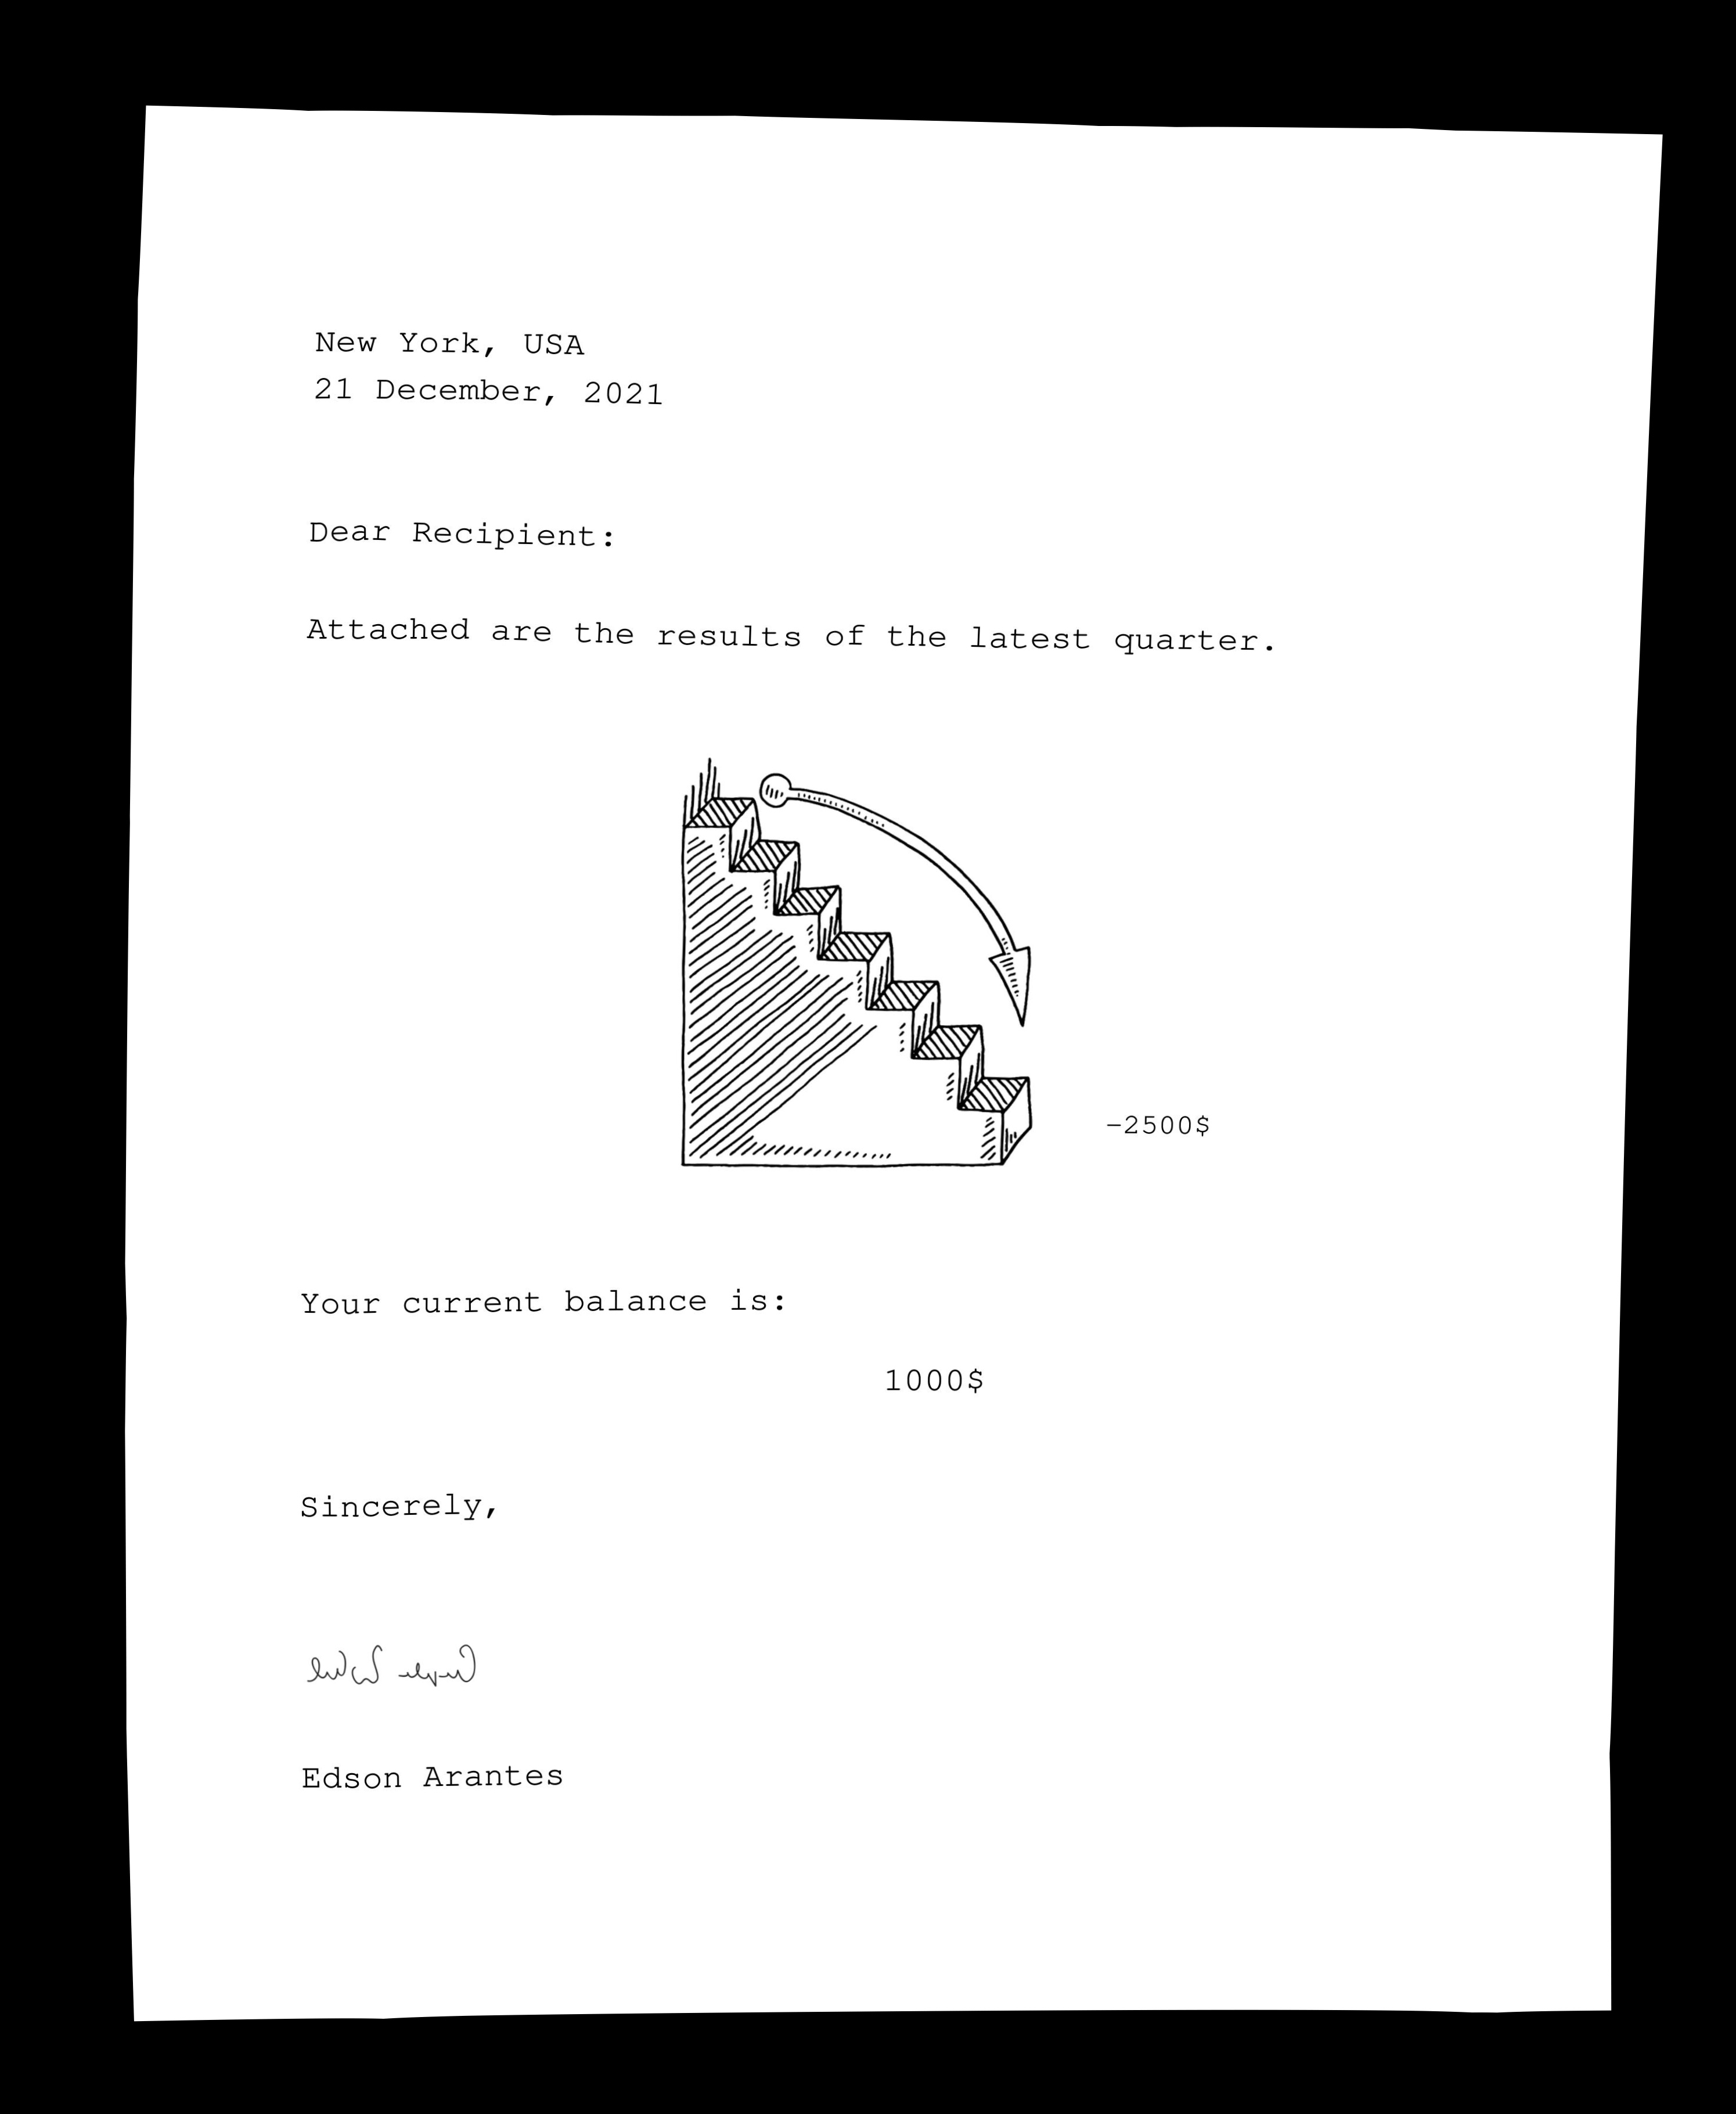 New York, USA
21 December, 2021
Dear Recipient:
Attached are the results of the latest quarter.
−2500$
Your current balance is:
1000$
Sincerely,
Edson Arantes